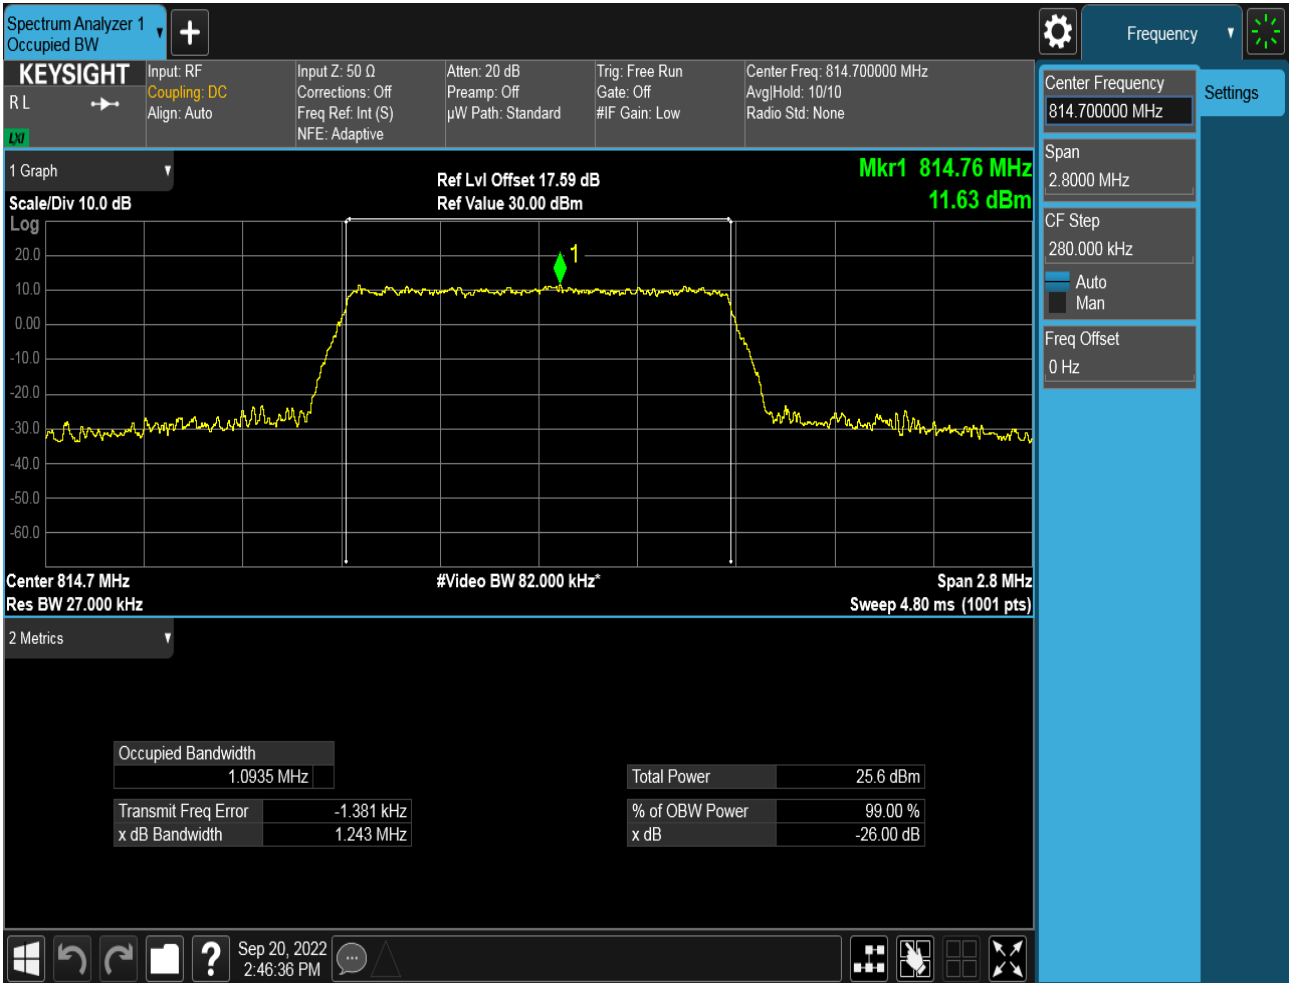 Spectrum Analyzer 1
Occupied BW
Frequency
KEYSIGHT
R L
LXI
Input: RF
Coupling: DC
Align: Auto
Input Z: 50 Ω
Corrections: Off
Freq Ref: Int (S)
NFE: Adaptive
Atten: 20 dB
Preamp: Off
µW Path: Standard
Trig: Free Run
Gate: Off
#IF Gain: Low
Center Freq: 814.700000 MHz
Avg|Hold: 10/10
Radio Std: None
Center Frequency
814.700000 MHz
Settings
Span
2.8000 MHz
CF Step
280.000 kHz
Auto
Man
Freq Offset
0 Hz
1 Graph
Ref Lvl Offset 17.59 dB
Ref Value 30.00 dBm
Mkr1 814.76 MHz
11.63 dBm
Scale/Div 10.0 dB
Log
20.0
10.0
0.00
-10.0
-20.0
-30.0
-40.0
-50.0
-60.0
1
Center 814.7 MHz
#Video BW 82.000 kHz*
Span 2.8 MHz
Res BW 27.000 kHz
Sweep 4.80 ms (1001 pts)
2 Metrics
Occupied Bandwidth
1.0935 MHz
Total Power 25.6 dBm
Transmit Freq Error -1.381 kHz
% of OBW Power 99.00 %
x dB Bandwidth 1.243 MHz
x dB -26.00 dB
?
Sep 20, 2022
2:46:36 PM